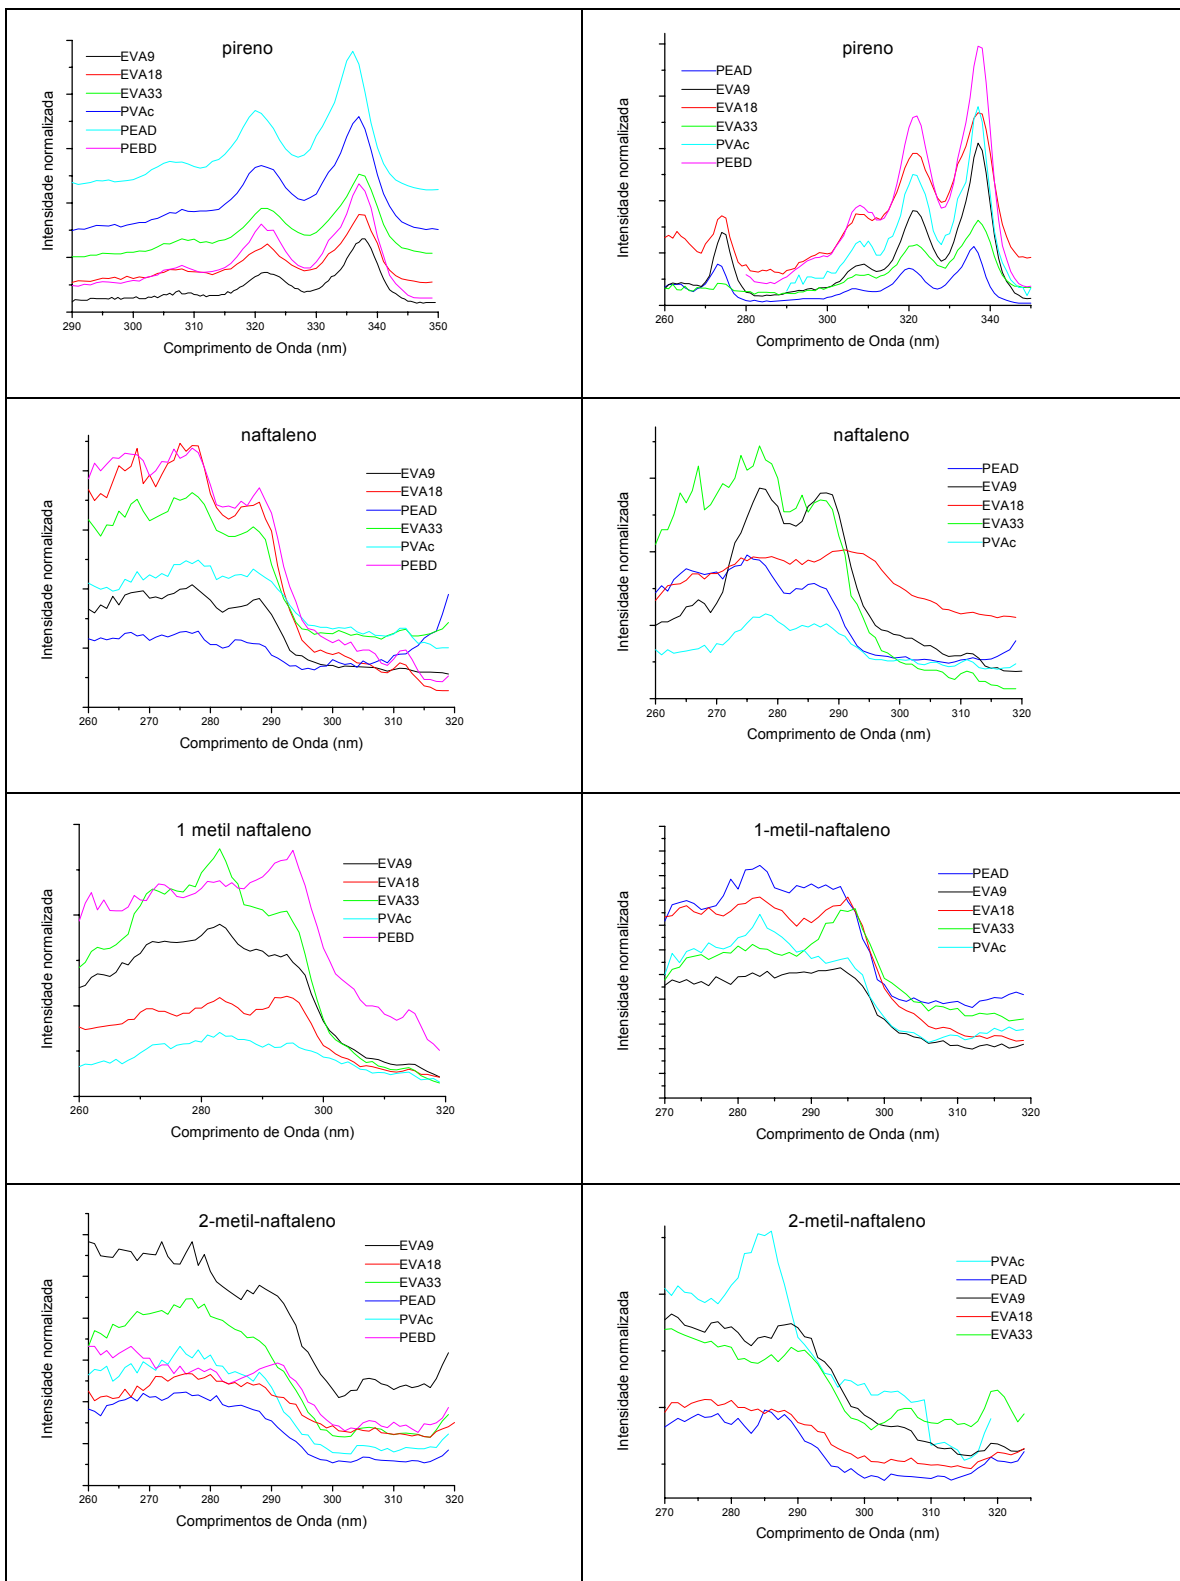 pireno
EVA9
EVA18
EVA33
PVAc
PEAD
PEBD
Intensidade normalizada
290 300 310 320 330 340 350
Comprimento de Onda (nm)
pireno
PEAD
EVA9
EVA18
EVA33
PVAc
PEBD
Intensidade normalizada
260 280 300 320 340
Comprimento de Onda (nm)
naftaleno
EVA9
EVA18
PEAD
EVA33
PVAc
PEBD
Intensidade normalizada
260 270 280 290 300 310 320
Comprimento de Onda (nm)
naftaleno
PEAD
EVA9
EVA18
EVA33
PVAc
Intensidade normalizada
260 270 280 290 300 310 320
Comprimento de Onda (nm)
1 metil naftaleno
EVA9
EVA18
EVA33
PVAc
PEBD
Intensidade normalizada
260 280 300 320
Comprimento de Onda (nm)
1-metil-naftaleno
PEAD
EVA9
EVA18
EVA33
PVAc
Intensidade normalizada
270 280 290 300 310 320
Comprimento de Onda (nm)
2-metil-naftaleno
EVA9
EVA18
EVA33
PEAD
PVAc
PEBD
Intensidade normalizada
260 270 280 290 300 310 320
Comprimentos de Onda (nm)
2-metil-naftaleno
PVAc
PEAD
EVA9
EVA18
EVA33
Intensidade normalizada
270 280 290 300 310 320
Comprimento de Onda (nm)